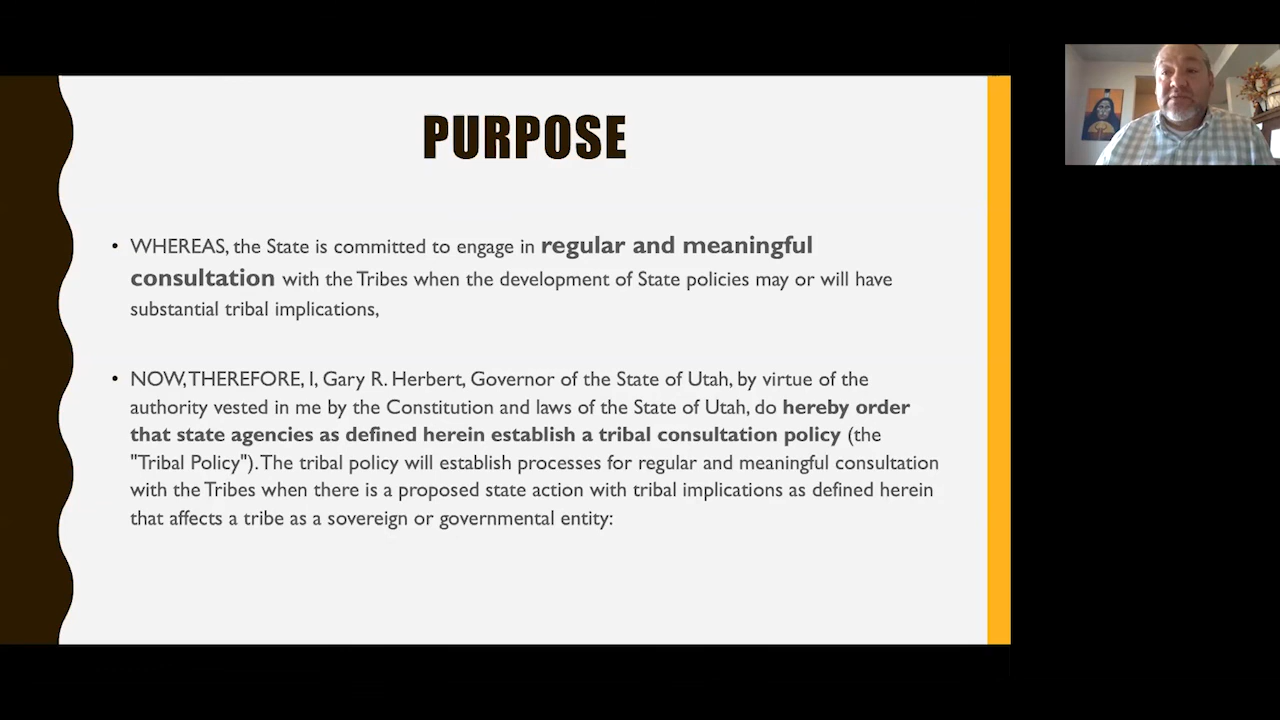 PURPOSE
• WHEREAS, the State is committed to engage in regular and meaningful
consultation with the Tribes when the development of State policies may or will have
substantial tribal implications,
• NOW, THEREFORE, I, Gary R. Herbert, Governor of the State of Utah, by virtue of the
authority vested in me by the Constitution and laws of the State of Utah, do hereby order
that state agencies as defined herein establish a tribal consultation policy (the
"Tribal Policy"). The tribal policy will establish processes for regular and meaningful consultation
with the Tribes when there is a proposed state action with tribal implications as defined herein
that affects a tribe as a sovereign or governmental entity: